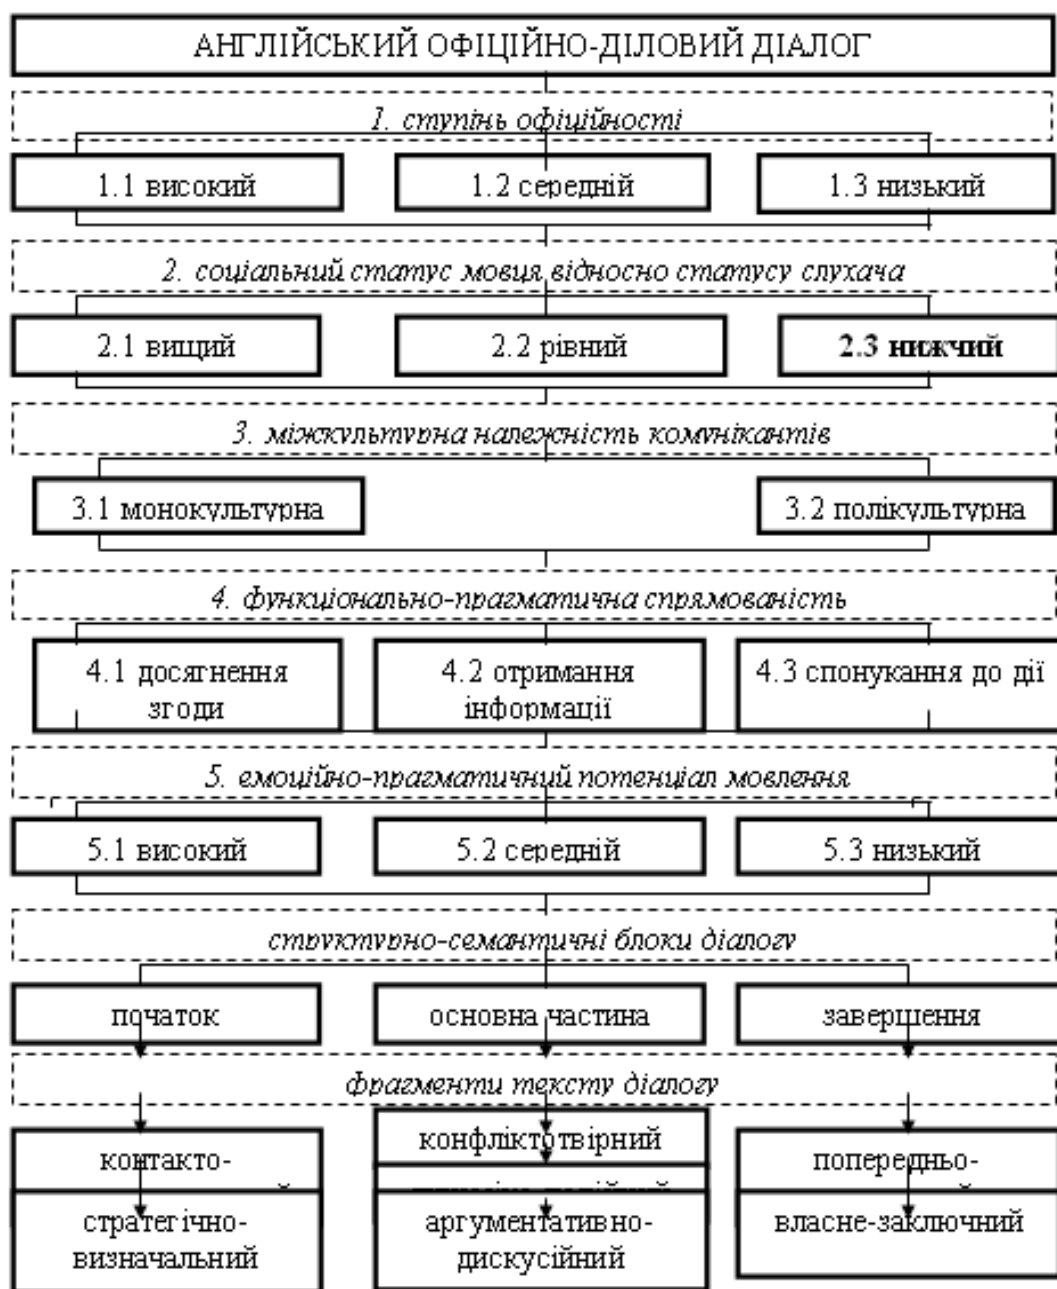 АНГЛІЙСЬКИЙ ОФІЦІЙНО-ДІЛОВИЙ ДІАЛОГ
1. ступінь офіційності
1.1 високий
1.2 середній
1.3 низький
2. соціальний статус мовця відносно статусу слухача
2.1 вищий
2.2 рівний
2.3 нижчий
3. міжкультурна належність комунікантів
3.1 монокультурна
3.2 полікультурна
4. функціонально-прагматична спрямованість
4.1 досягнення
згоди
4.2 отримання
інформації
4.3 спонукання до дії
5. емоційно-прагматичний потенціал мовлення
5.1 високий
5.2 середній
5.3 низький
структурно-семантичні блоки діалогу
початок
основна частина
завершення
фрагменти тексту діалогу
контакто-
конфліктотвірний
попередньо-
стратегічно-
визначальний
аргументативно-
дискусійний
власне-заключний